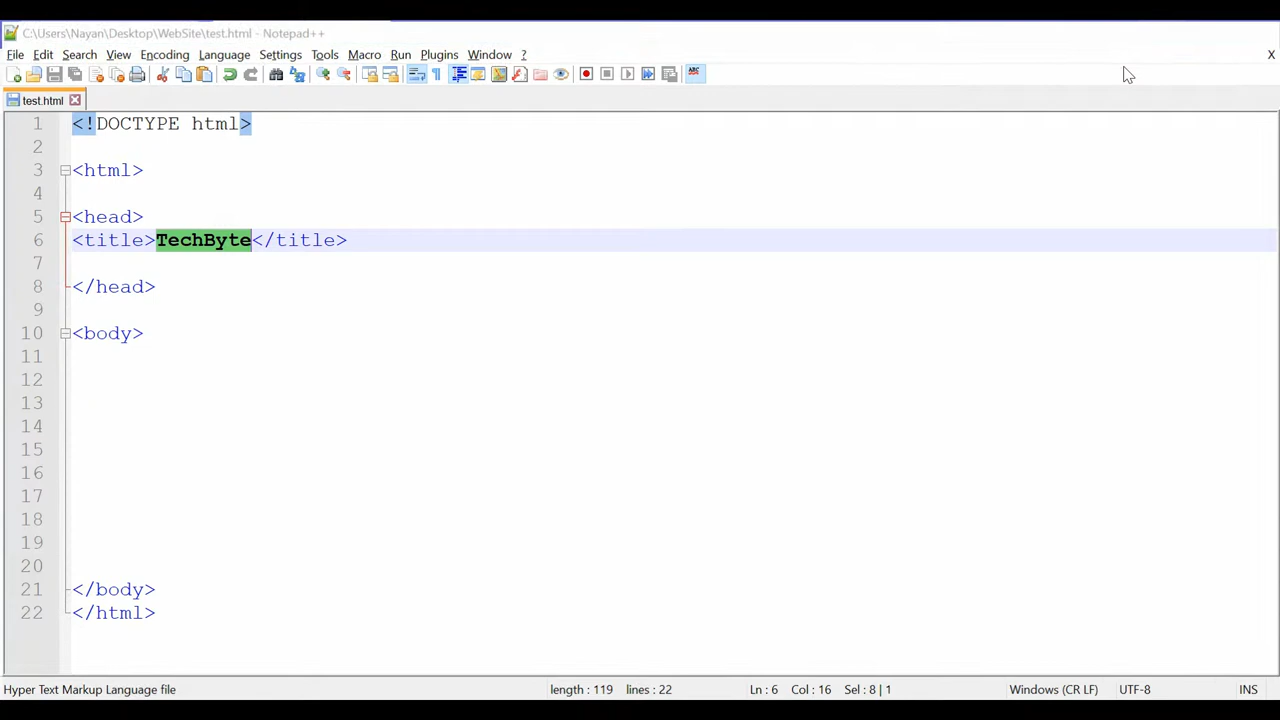 C:\Users\Nayan\Desktop\WebSite\test.html - Notepad++
File Edit Search View Encoding Language Settings Tools Macro Run Plugins Window ? X
ABC
test.html
1 <!DOCTYPE html>
2
3 <html>
4
5 <head>
6 <title>TechByte</title>
7
8 </head>
9
10 <body>
11
12
13
14
15
16
17
18
19
20
21 </body>
22 </html>
Hyper Text Markup Language file length : 119 lines : 22 Ln : 6 Col : 16 Sel : 8 | 1 Windows (CR LF) UTF-8 INS